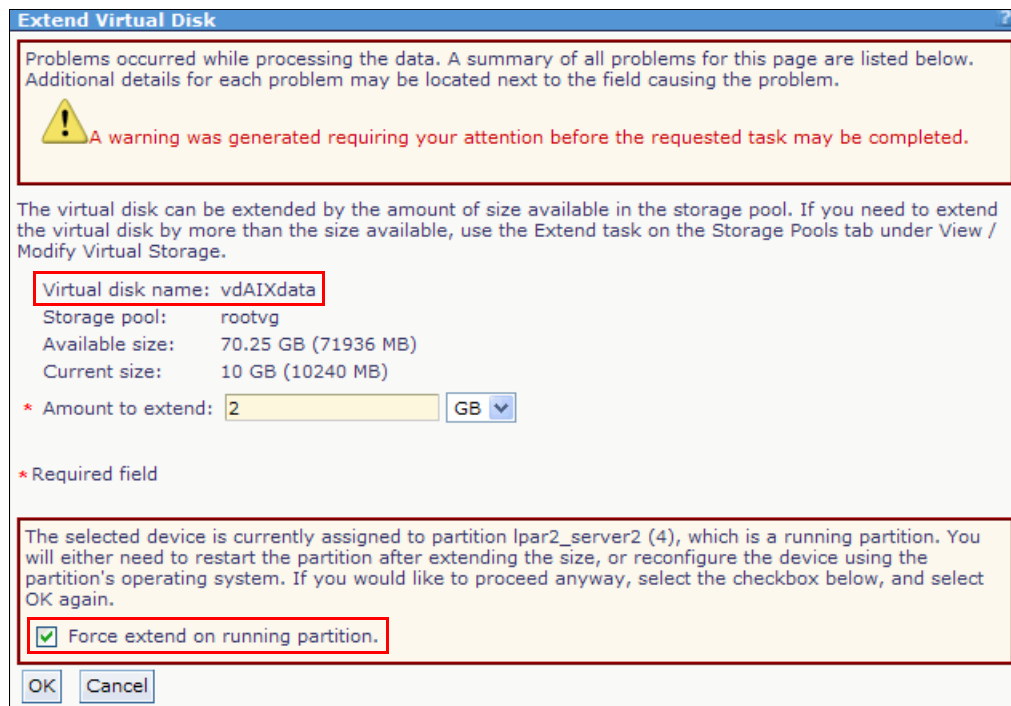 Extend Virtual Disk
?
Problems occurred while processing the data. A summary of all problems for this page are listed below.
Additional details for each problem may be located next to the field causing the problem.
A warning was generated requiring your attention before the requested task may be completed.
The virtual disk can be extended by the amount of size available in the storage pool. If you need to extend
the virtual disk by more than the size available, use the Extend task on the Storage Pools tab under View /
Modify Virtual Storage.
Virtual disk name: vdAIXdata
Storage pool: rootvg
Available size: 70.25 GB (71936 MB)
Current size: 10 GB (10240 MB)
* Amount to extend: 2 GB
* Required field
The selected device is currently assigned to partition lpar2_server2 (4), which is a running partition. You
will either need to restart the partition after extending the size, or reconfigure the device using the
partition's operating system. If you would like to proceed anyway, select the checkbox below, and select
OK again.
Force extend on running partition.
OK Cancel